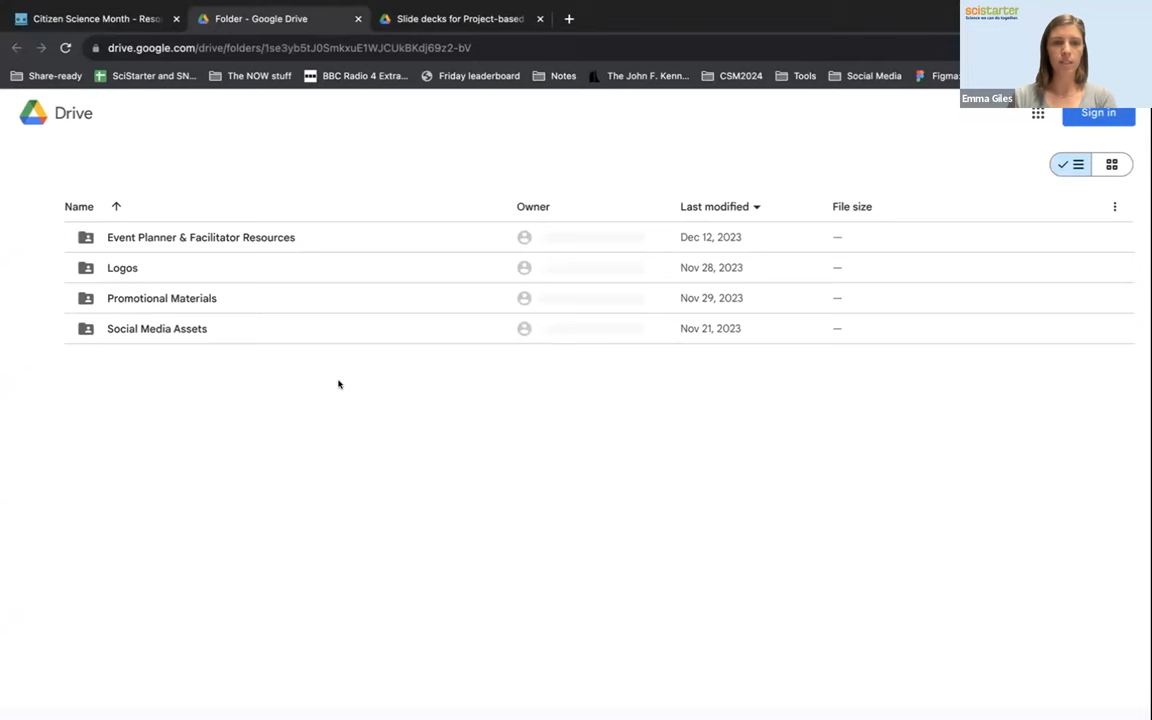 Citizen Science Month - Reso
Folder - Google Drive
Slide decks for Project-based
drive.google.com/drive/folders/1se3yb5tJ0SmkxuE1WJCUkBKdj69z2-bV
Share-ready
SciStarter and SN...
The NOW stuff
BBC Radio 4 Extra...
Friday leaderboard
Notes
The John F. Kenn...
CSM2024
Tools
Social Media
Figma:
scistarter
Science we can do together.
Emma Giles
Drive
Sign in
Name Owner Last modified File size
Event Planner & Facilitator Resources Dec 12, 2023 —
Logos Nov 28, 2023 —
Promotional Materials Nov 29, 2023 —
Social Media Assets Nov 21, 2023 —